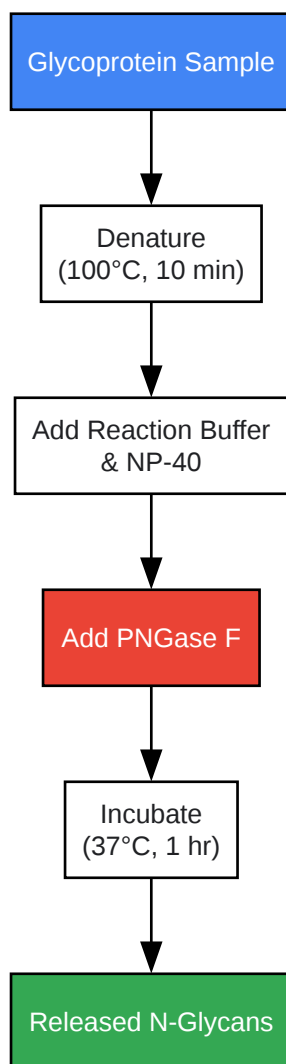 Glycoprotein Sample
Denature
(100°C, 10 min)
Add Reaction Buffer
& NP-40
Add PNGase F
Incubate
(37°C, 1 hr)
Released N-Glycans